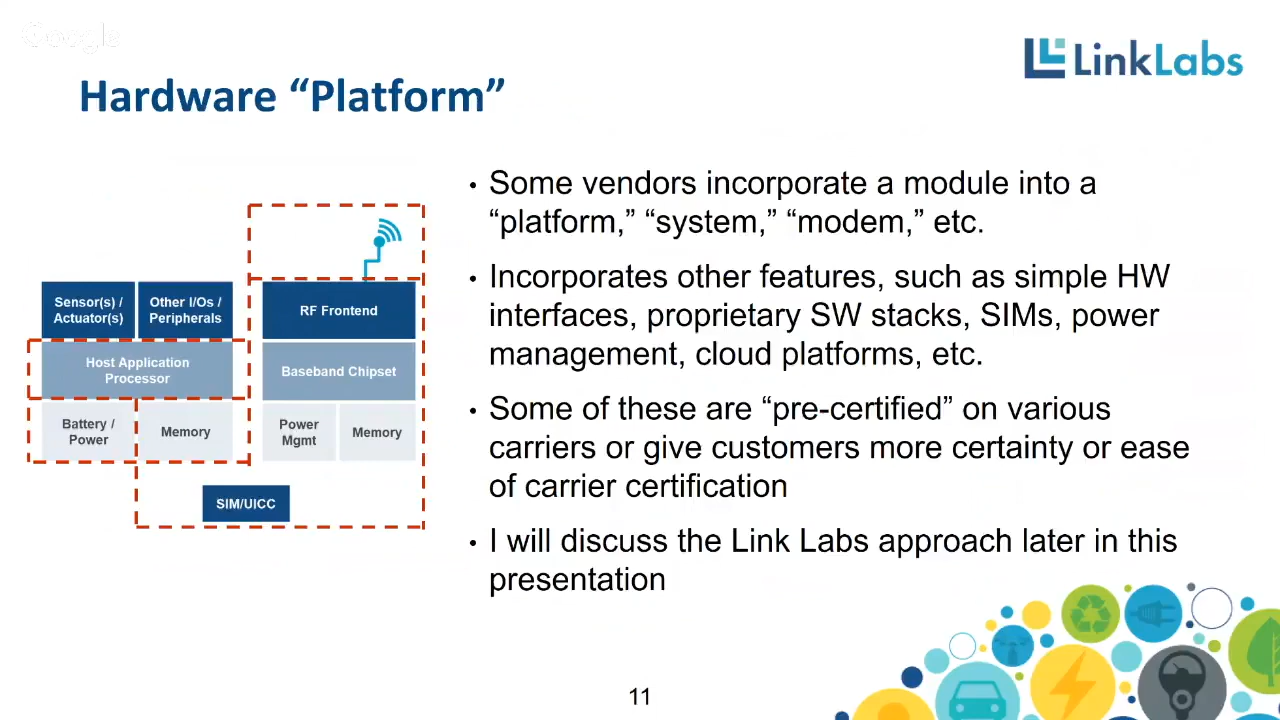 Google
LinkLabs
Hardware “Platform”
Sensor(s) /
Actuator(s)
Other I/Os /
Peripherals
RF Frontend
Host Application
Processor
Baseband Chipset
Battery /
Power
Memory
Power
Mgmt
Memory
SIM/UICC
• Some vendors incorporate a module into a
“platform,” “system,” “modem,” etc.
• Incorporates other features, such as simple HW
interfaces, proprietary SW stacks, SIMs, power
management, cloud platforms, etc.
• Some of these are “pre-certified” on various
carriers or give customers more certainty or ease
of carrier certification
• I will discuss the Link Labs approach later in this
presentation
11